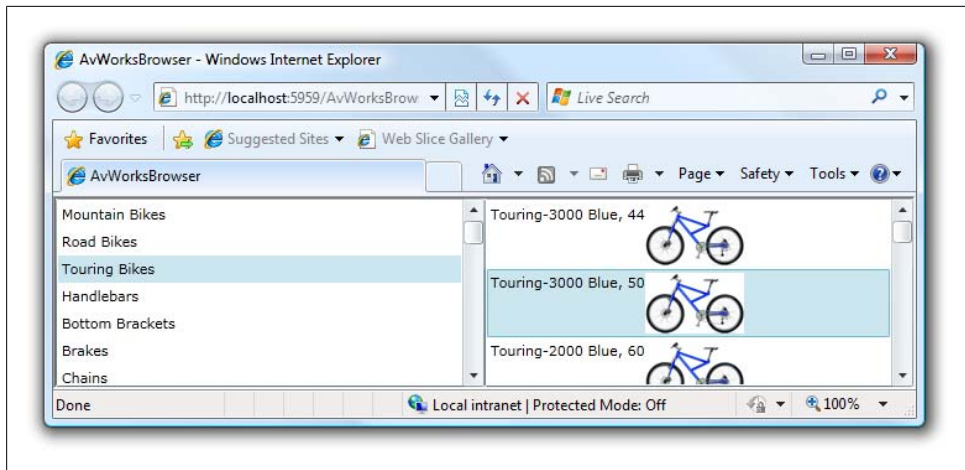 AvWorksBrowser - Windows Internet Explorer
http://localhost:5959/AvWorksBrow
Live Search
Favorites Suggested Sites Web Slice Gallery
AvWorksBrowser Page Safety Tools
Mountain Bikes
Road Bikes
Touring Bikes
Handlebars
Bottom Brackets
Brakes
Chains
Touring-3000 Blue, 44
Touring-3000 Blue, 50
Touring-2000 Blue, 60
Done Local intranet | Protected Mode: Off 100%